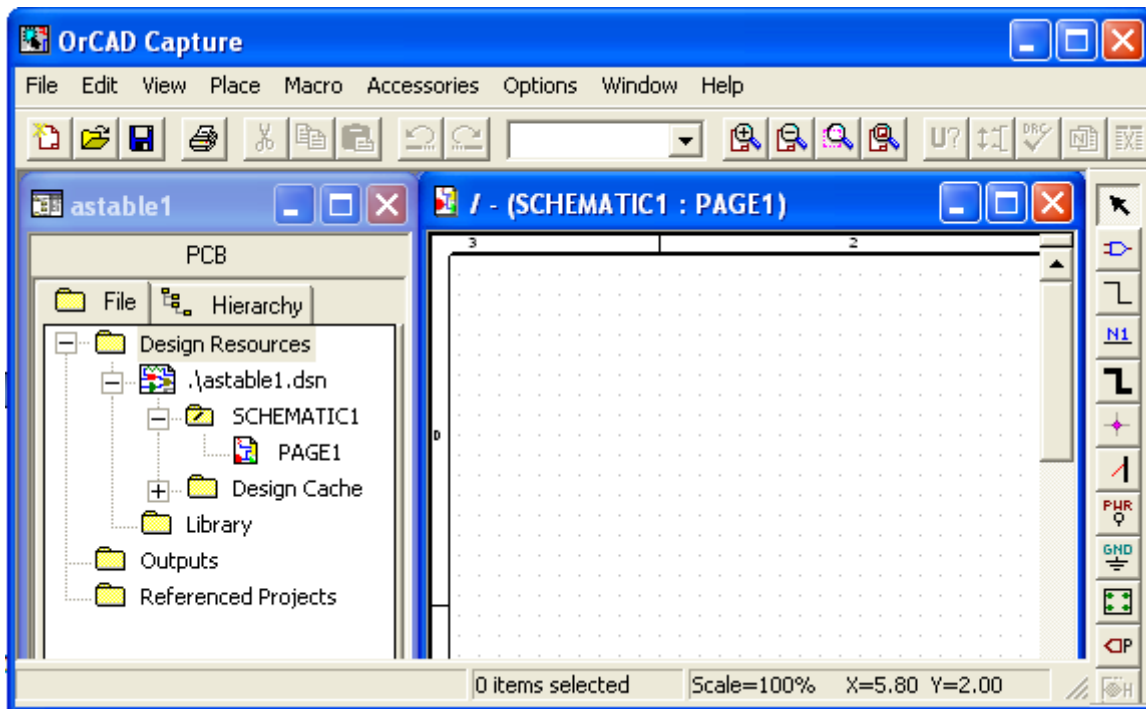 OrCAD Capture
File Edit View Place Macro Accessories Options Window Help
U? DRC N EXE
astable1
/ - (SCHEMATIC1 : PAGE1)
PCB
3 2
File Hierarchy
Design Resources
.\astable1.dsn
SCHEMATIC1
PAGE1
Design Cache
Library
Outputs
Referenced Projects
D
N1
PWR
GND
P
H
0 items selected Scale=100% X=5.80 Y=2.00